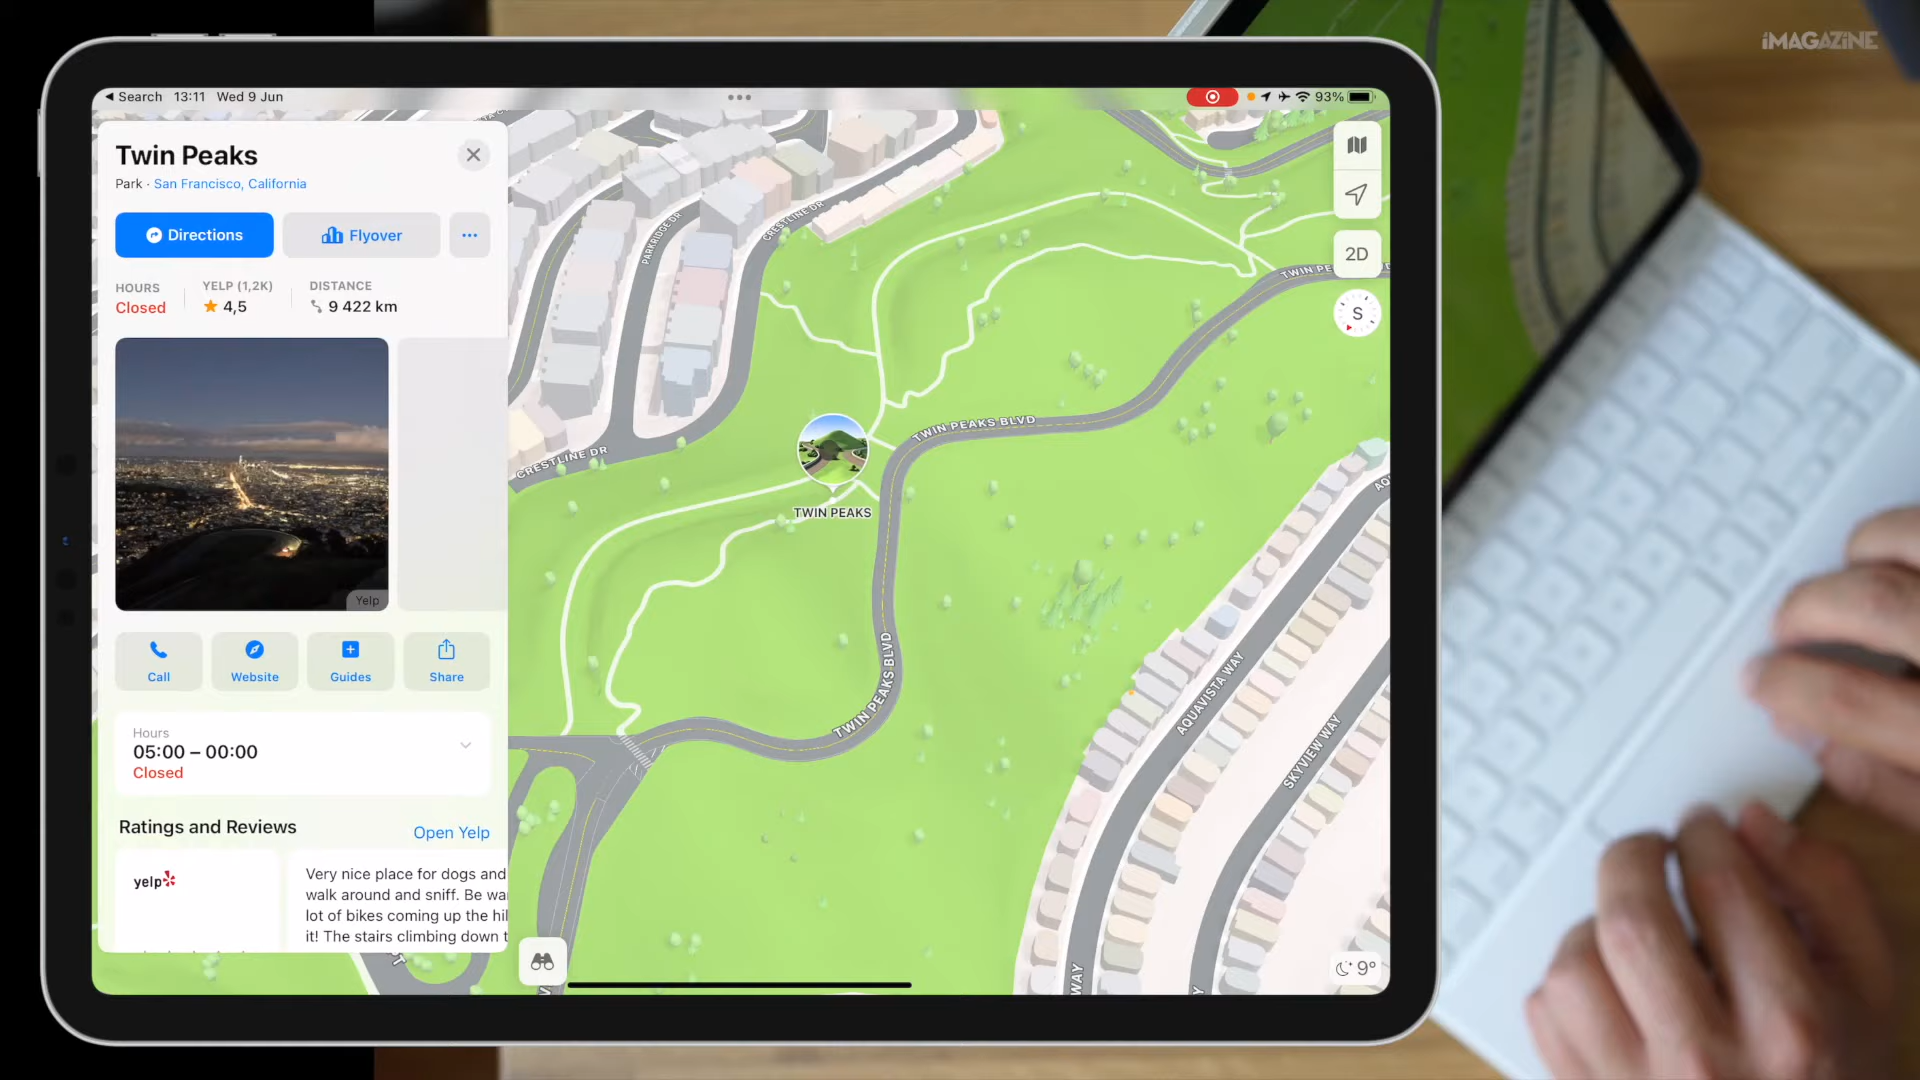 iMAGAZINE
Search 13:11 Wed 9 Jun
93%
Twin Peaks
Park · San Francisco, California
Directions
Flyover
HOURS
Closed
YELP (1,2K)
4,5
DISTANCE
9 422 km
Yelp
Call
Website
Guides
Share
Hours
05:00 – 00:00
Closed
Ratings and Reviews
Open Yelp
yelp
Very nice place for dogs and
walk around and sniff. Be wa
lot of bikes coming up the hil
it! The stairs climbing down t
PARKRIDGE DR
CRESTLINE DR
CRESTLINE DR
TWIN PEAKS BLVD
TWIN PEAKS
TWIN PEAKS BLVD
TWIN PE
AQUAVISTA WAY
SKYVIEW WAY
WAY
2D
S
9°